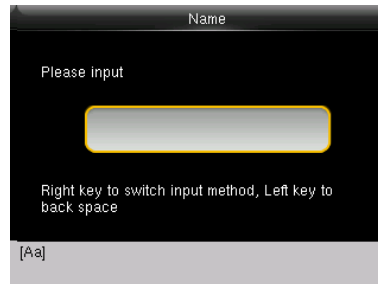 Name
Please input
Right key to switch input method, Left key to
back space
[Aa]